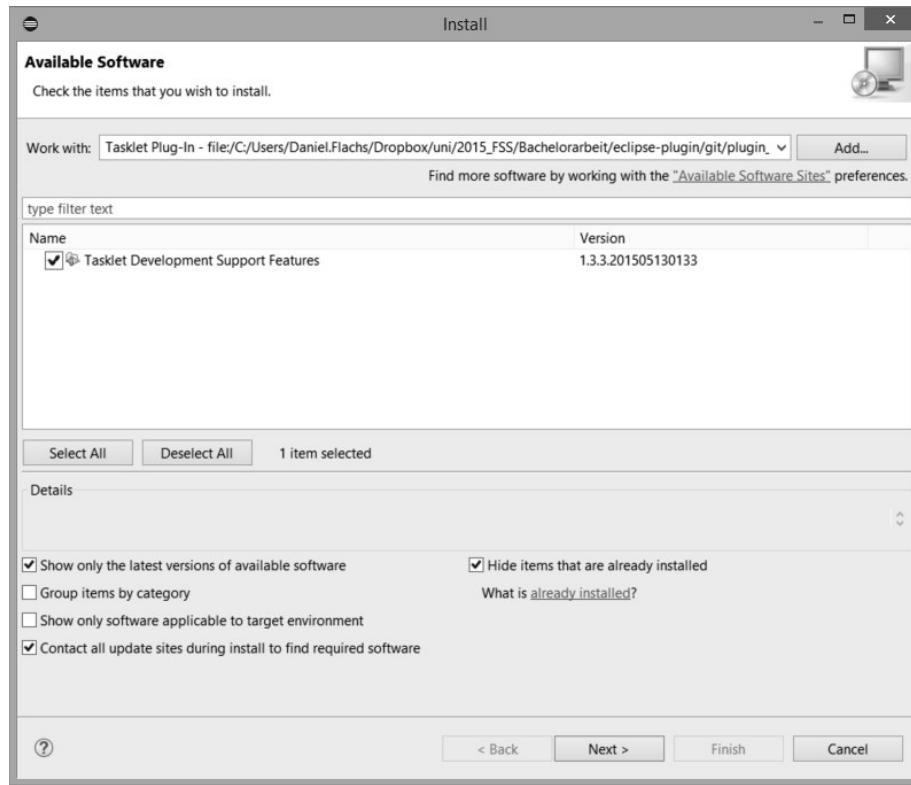 Install
Available Software
Check the items that you wish to install.
Work with: Tasklet Plug-In - file:/C:/Users/Daniel.Flachs/Dropbox/uni/2015_FSS/Bachelorarbeit/eclipse-plugin/git/plugin_ Add...
Find more software by working with the "Available Software Sites" preferences.
type filter text
Name Version
Tasklet Development Support Features 1.3.3.201505130133
Select All Deselect All 1 item selected
Details
Show only the latest versions of available software Hide items that are already installed
Group items by category What is already installed?
Show only software applicable to target environment
Contact all update sites during install to find required software
? < Back Next > Finish Cancel